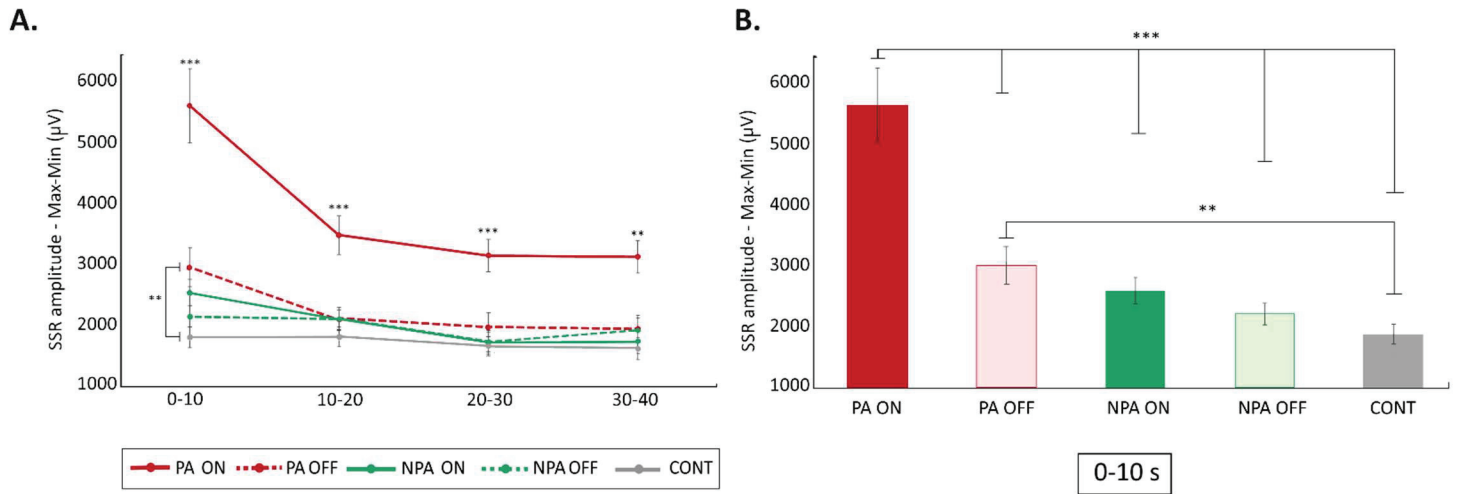 A.
SSR amplitude - Max-Min (µV)
6000
5000
4000
3000
2000
1000
***
***
***
**
**
0-10
10-20
20-30
30-40
PA ON
PA OFF
NPA ON
NPA OFF
CONT
B.
SSR amplitude - Max-Min (µV)
6000
5000
4000
3000
2000
1000
***
**
PA ON
PA OFF
NPA ON
NPA OFF
CONT
0-10 s